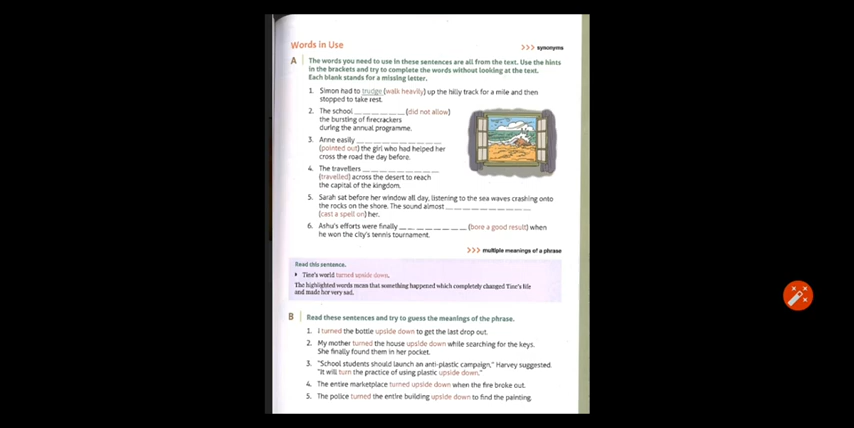 Words in Use
>>> synonyms
A The words you need to use in these sentences are all from the text. Use the hints
in the brackets and try to complete the words without looking at the text.
Each blank stands for a missing letter.
1. Simon had to trudge (walk heavily) up the hilly track for a mile and then
stopped to take rest.
2. The school _ _ _ _ _ _ _ (did not allow)
the bursting of firecrackers
during the annual programme.
3. Anne easily _ _ _ _ _ _ _ _ _ _
(pointed out) the girl who had helped her
cross the road the day before.
4. The travellers _ _ _ _ _ _ _ _ _
(travelled) across the desert to reach
the capital of the kingdom.
5. Sarah sat before her window all day, listening to the sea waves crashing onto
the rocks on the shore. The sound almost _ _ _ _ _ _ _ _ _ _
(cast a spell on) her.
6. Ashu's efforts were finally _ _ _ _ _ _ _ _ (bore a good result) when
he won the city's tennis tournament.
>>> multiple meanings of a phrase
Read this sentence.
Tine's world turned upside down.
The highlighted words mean that something happened which completely changed Tine's life
and made her very sad.
B Read these sentences and try to guess the meanings of the phrase.
1. I turned the bottle upside down to get the last drop out.
2. My mother turned the house upside down while searching for the keys.
She finally found them in her pocket.
3. "School students should launch an anti-plastic campaign," Harvey suggested.
"It will turn the practice of using plastic upside down,"
4. The entire marketplace turned upside down when the fire broke out.
5. The police turned the entire building upside down to find the painting.